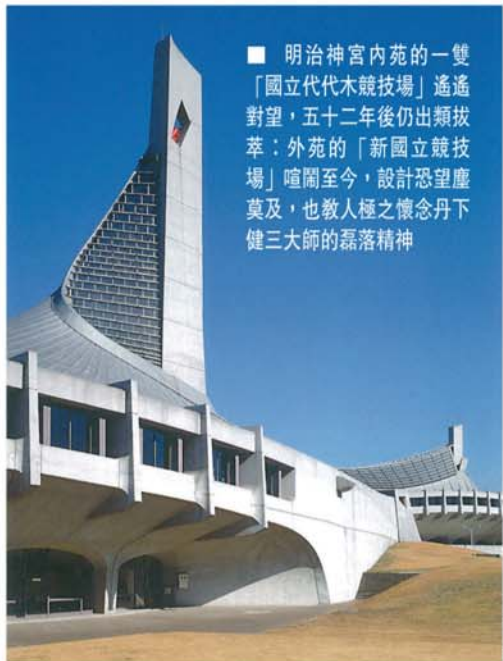 ■ 明治神宮內苑的一雙
「國立代代木競技場」遙遙
對望，五十二年後仍出類拔
萃：外苑的「新國立競技
場」喧鬧至今，設計恐望塵
莫及，也教人極之懷念丹下
健三大師的磊落精神